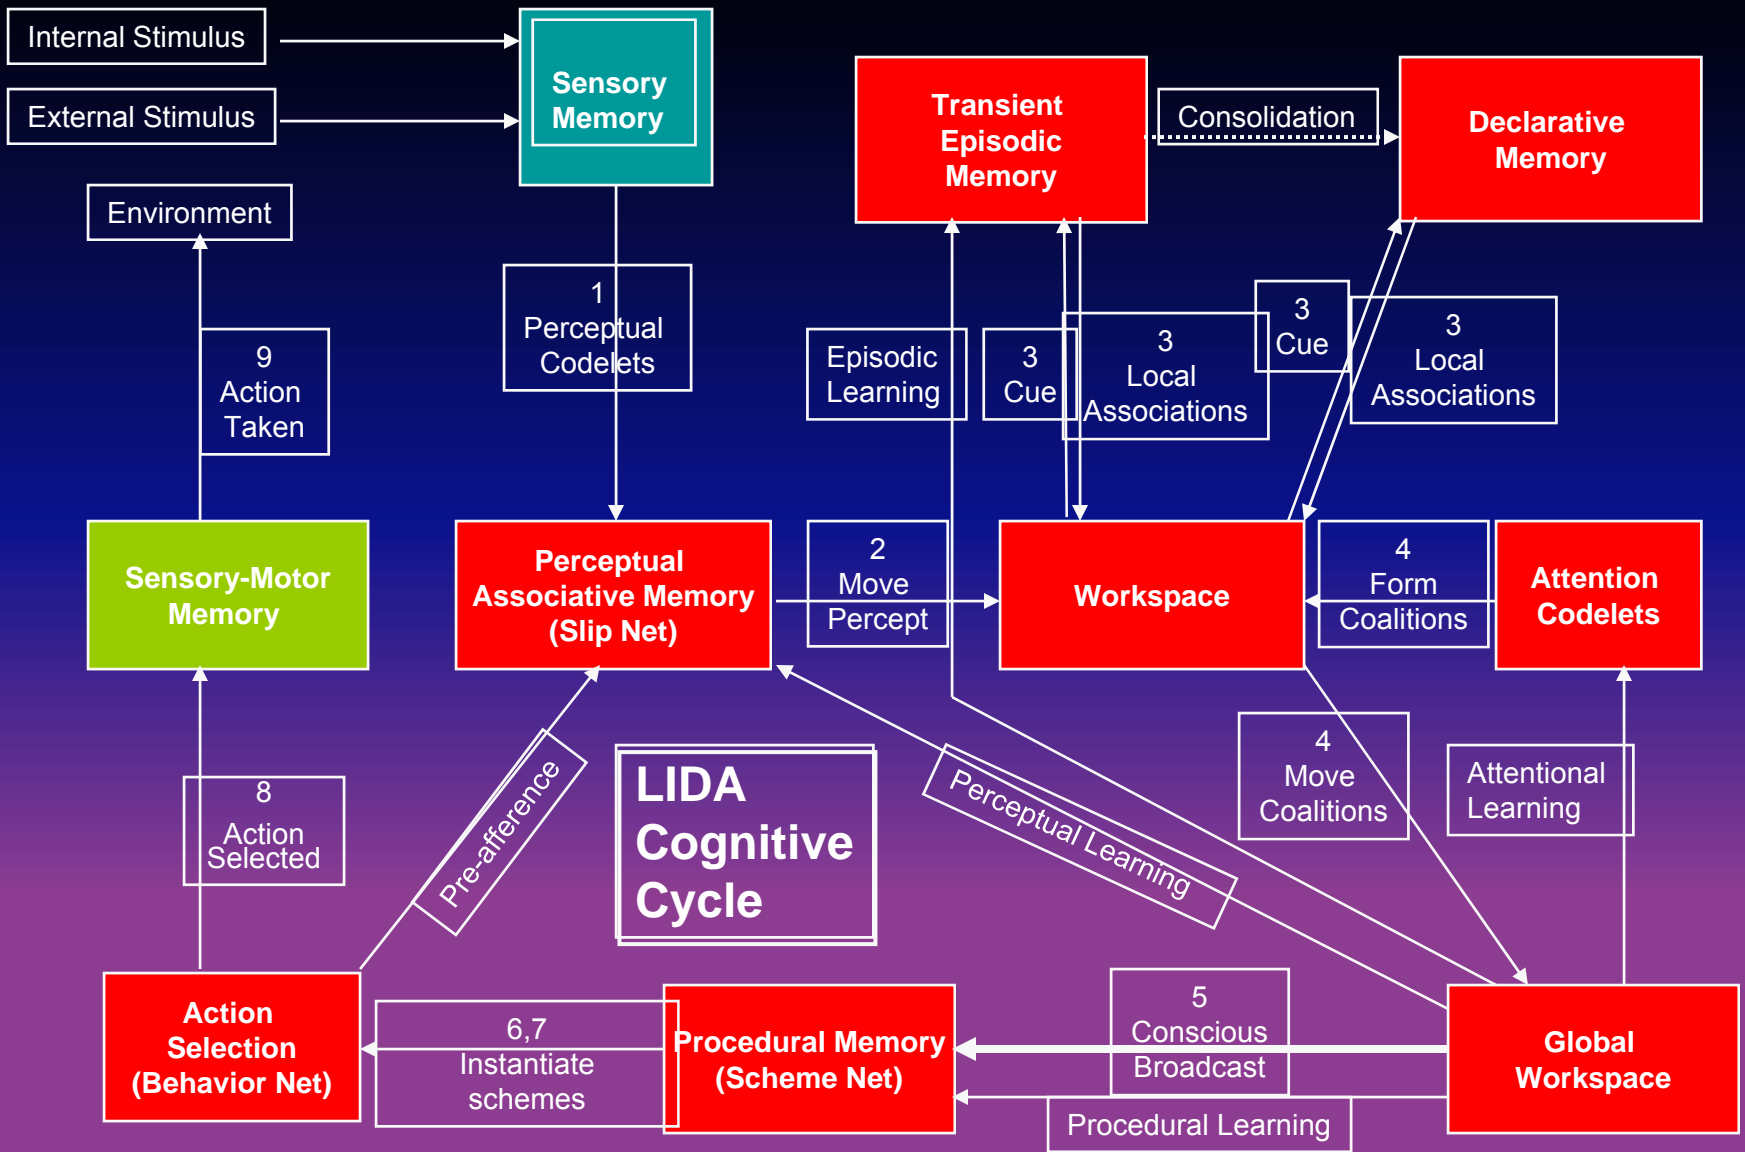 Internal Stimulus
External Stimulus
Sensory
Memory
Transient
Episodic
Memory
Consolidation
Declarative
Memory
Environment
1
Perceptual
Codelets
9
Action
Taken
Episodic
Learning
3
Cue
3
Local
Associations
3
Cue
3
Local
Associations
Sensory-Motor
Memory
Perceptual
Associative Memory
(Slip Net)
2
Move
Percept
Workspace
4
Form
Coalitions
Attention
Codelets
8
Action
Selected
Pre-afference
LIDA
Cognitive
Cycle
Perceptual Learning
4
Move
Coalitions
Attentional
Learning
Action
Selection
(Behavior Net)
6,7
Instantiate
schemes
Procedural Memory
(Scheme Net)
5
Conscious
Broadcast
Procedural Learning
Global
Workspace